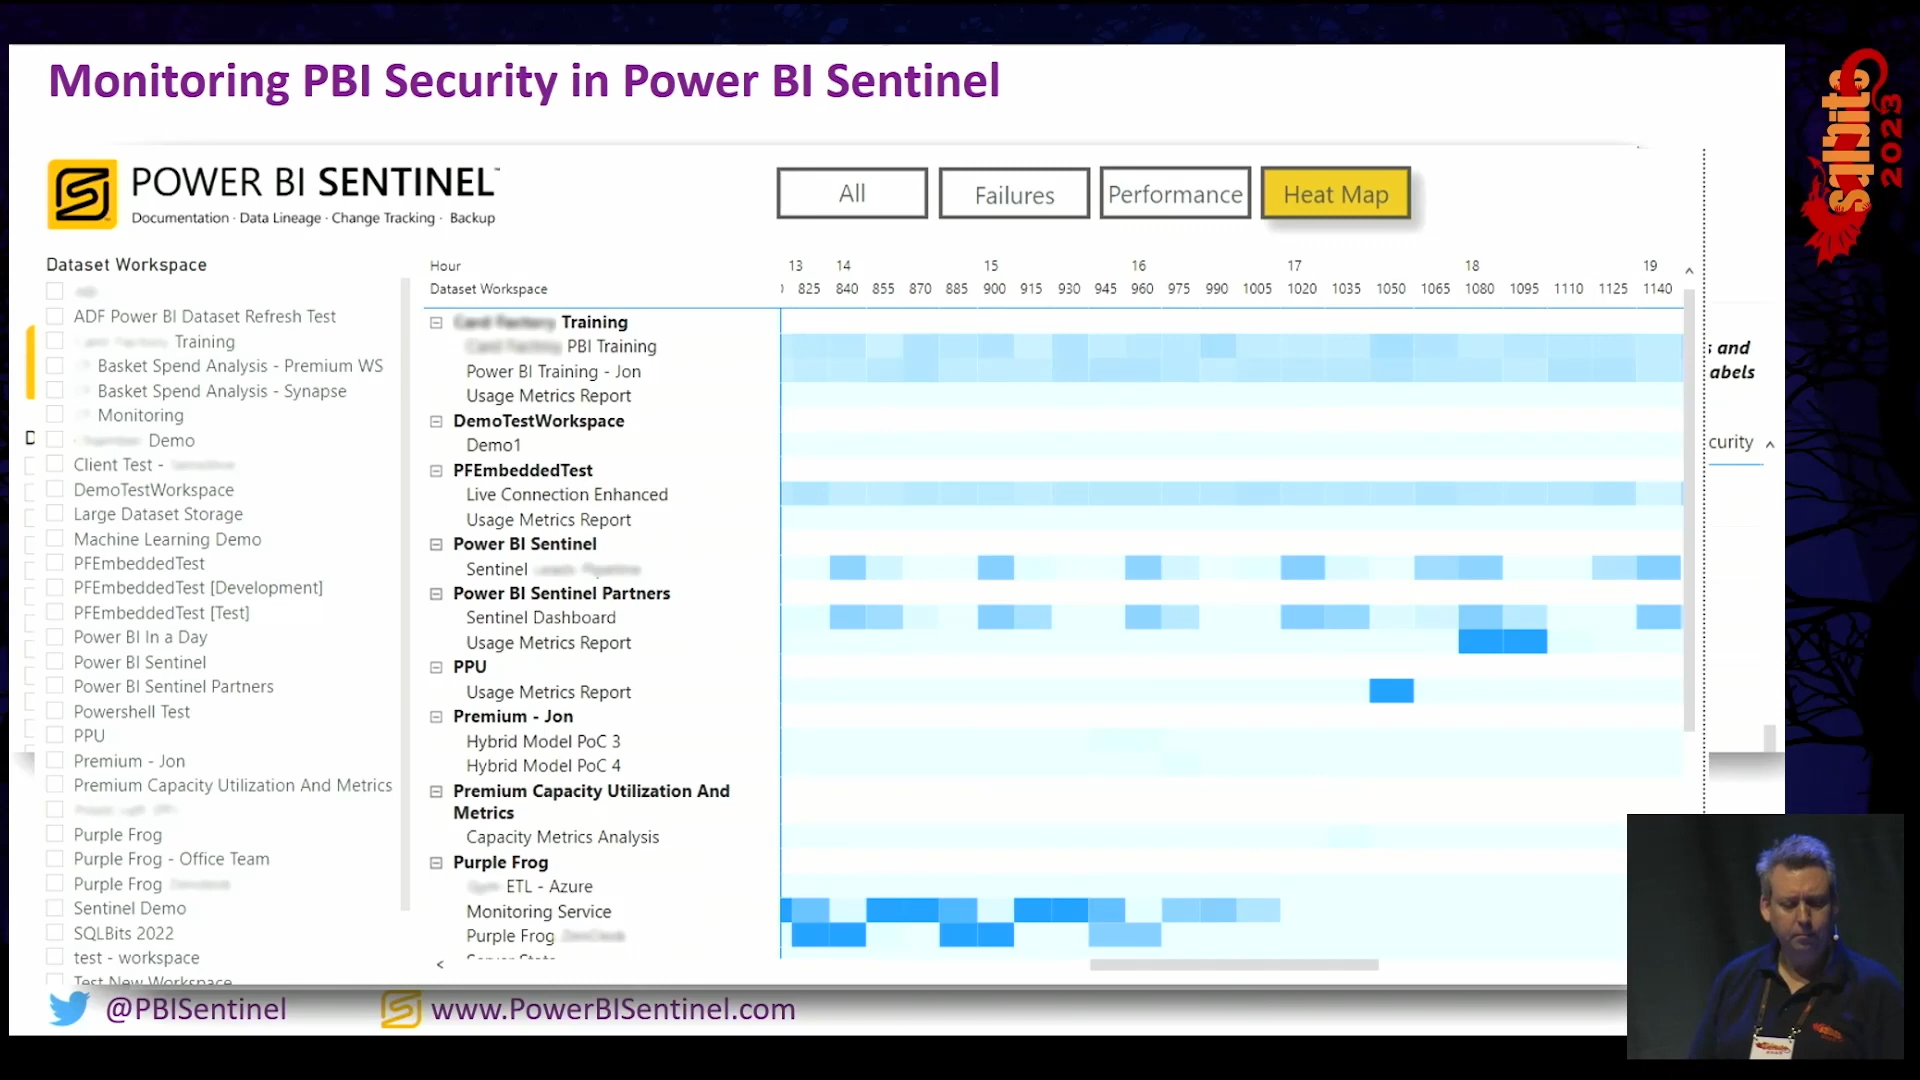 Monitoring PBI Security in Power BI Sentinel
sqlbits
2023
POWER BI SENTINEL™
Documentation · Data Lineage · Change Tracking · Backup
All
Failures
Performance
Heat Map
Dataset Workspace
ADF Power BI Dataset Refresh Test
Training
Basket Spend Analysis - Premium WS
Basket Spend Analysis - Synapse
Monitoring
Demo
Client Test -
DemoTestWorkspace
Large Dataset Storage
Machine Learning Demo
PFEmbeddedTest
PFEmbeddedTest [Development]
PFEmbeddedTest [Test]
Power BI In a Day
Power BI Sentinel
Power BI Sentinel Partners
Powershell Test
PPU
Premium - Jon
Premium Capacity Utilization And Metrics
Purple Frog
Purple Frog - Office Team
Purple Frog
Sentinel Demo
SQLBits 2022
test - workspace
Test New Workspace
Hour 13 14 15 16 17 18 19
Dataset Workspace 825 840 855 870 885 900 915 930 945 960 975 990 1005 1020 1035 1050 1065 1080 1095 1110 1125 1140
Training
PBI Training
Power BI Training - Jon
Usage Metrics Report
DemoTestWorkspace
Demo1
PFEmbeddedTest
Live Connection Enhanced
Usage Metrics Report
Power BI Sentinel
Sentinel
Power BI Sentinel Partners
Sentinel Dashboard
Usage Metrics Report
PPU
Usage Metrics Report
Premium - Jon
Hybrid Model PoC 3
Hybrid Model PoC 4
Premium Capacity Utilization And
Metrics
Capacity Metrics Analysis
Purple Frog
ETL - Azure
Monitoring Service
Purple Frog
s and
abels
curity
D
@PBISentinel
www.PowerBISentinel.com